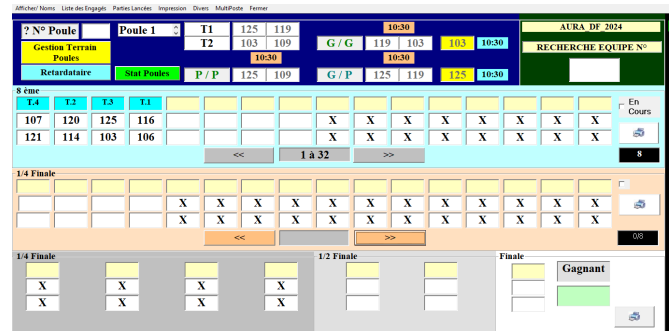 Afficher/ Noms Liste des Engagés Parties Lancées Impression Divers MultiPoste Fermer Chang
? N° Poule Poule 1 T1 125 119 10:30 AURA_DF_2024
T2 103 109 G / G 119 103 103 10:30
Gestion Terrain Poules 10:30 10:30 RECHERCHE EQUIPE N°
Retardataire Stat Poules P / P 125 109 G / P 125 119 125 10:30
8 ème
T.4 T.2 T.3 T.1 En Cours
107 120 125 116 X X X X X X X X
121 114 103 106 X X X X X X X X
<< 1 à 32 >> 8
1/4 Finale
X X X X X X X X X X X X
X X X X X X X X X X X X
<< >> 0/8
1/4 Finale 1/2 Finale Finale
Gagnant
X X X X
X X X X